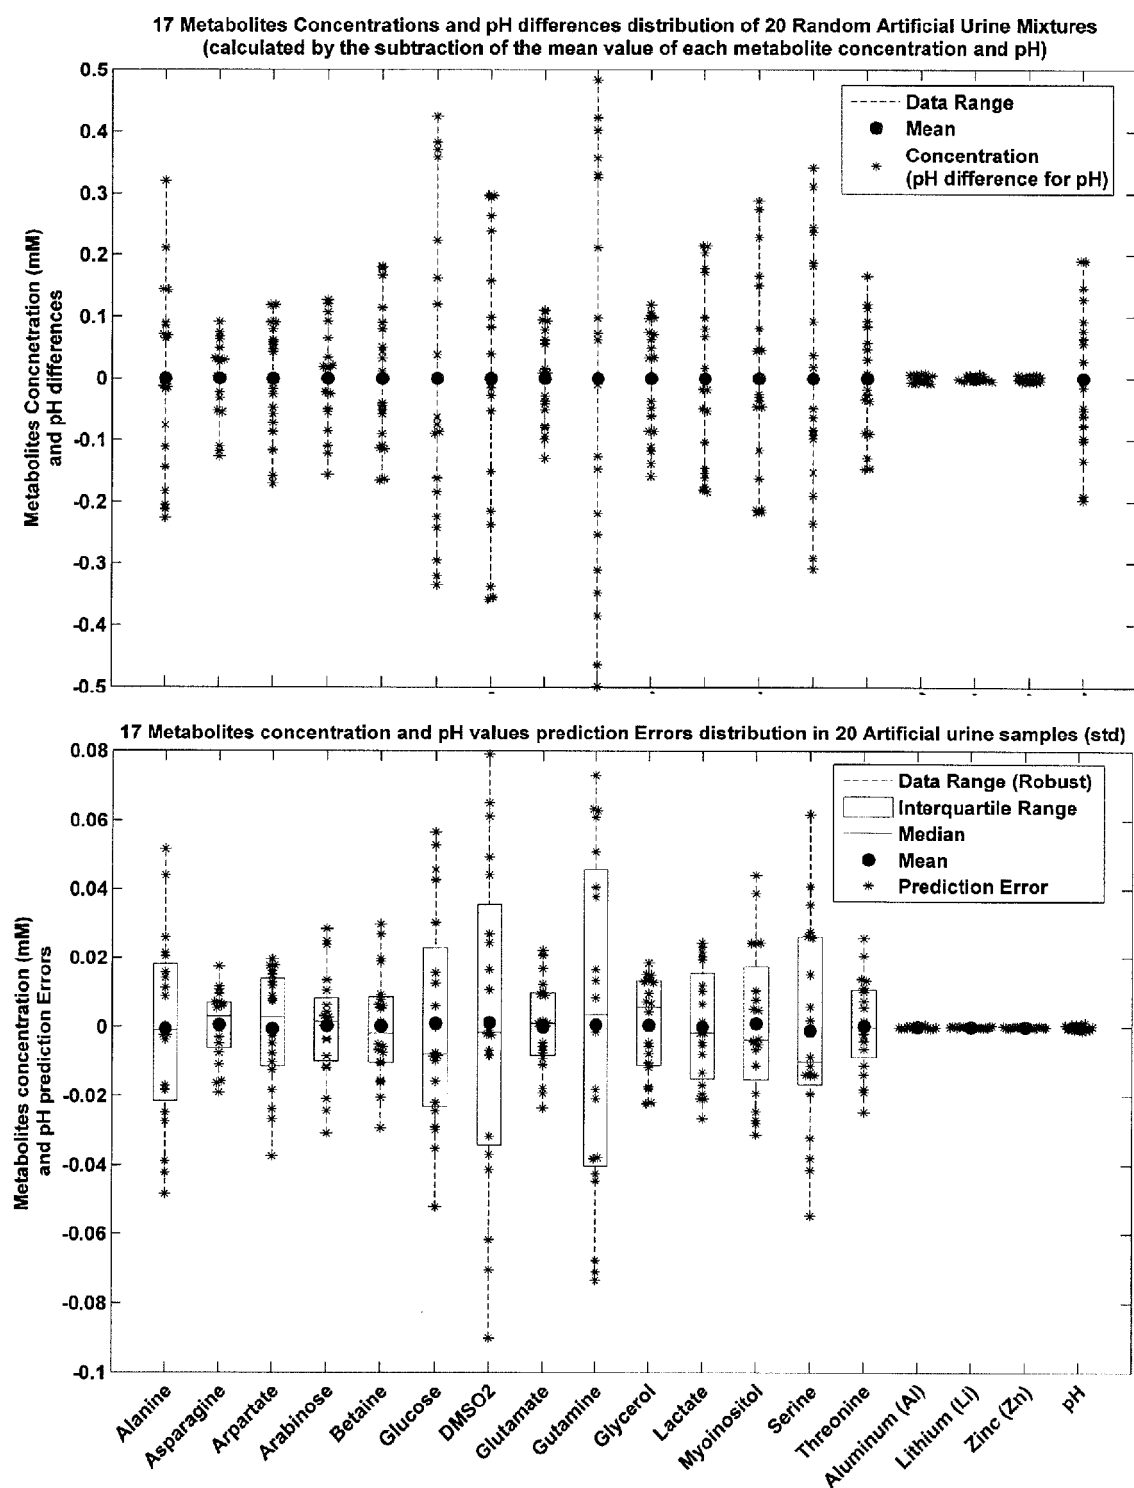 17 Metabolites Concentrations and pH differences distribution of 20 Random Artificial Urine Mixtures
(calculated by the subtraction of the mean value of each metabolite concentration and pH)
0.5
0.4
0.3
0.2
0.1
0
-0.1
-0.2
-0.3
-0.4
-0.5
Metabolites Concnetration (mM)
and pH differences
Data Range
Mean
Concentration
(pH difference for pH)
17 Metabolites concentration and pH values prediction Errors distribution in 20 Artificial urine samples (std)
0.08
0.06
0.04
0.02
0
-0.02
-0.04
-0.06
-0.08
-0.1
Metabolites concentration (mM)
and pH prediction Errors
Data Range (Robust)
Interquartile Range
Median
Mean
Prediction Error
Alanine
Asparagine
Arpartate
Arabinose
Betaine
Glucose
DMSO2
Glutamate
Gutamine
Glycerol
Lactate
Myoinositol
Serine
Threonine
Aluminum (Al)
Lithium (Li)
Zinc (Zn)
pH